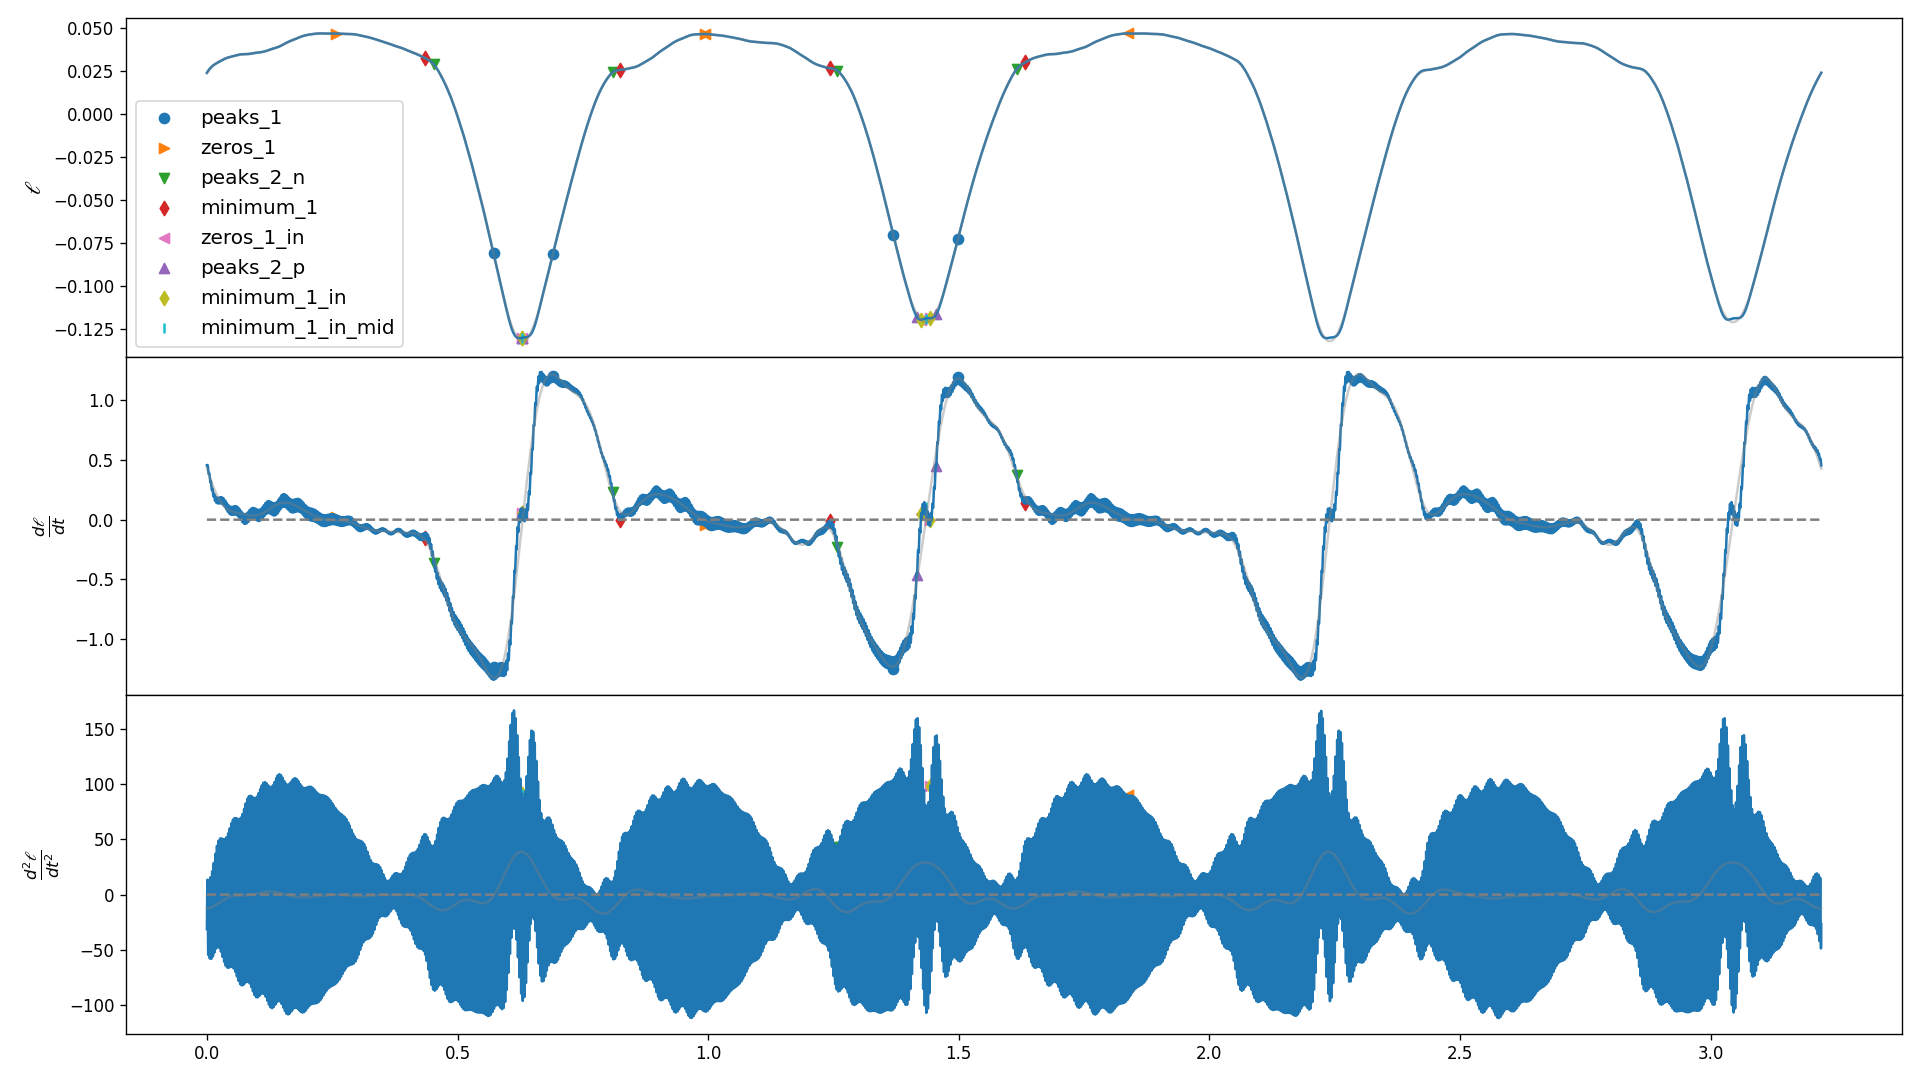 0.050
0.025
0.000
−0.025
−0.050
−0.075
−0.100
−0.125
ℓ
peaks_1
zeros_1
peaks_2_n
minimum_1
zeros_1_in
peaks_2_p
minimum_1_in
minimum_1_in_mid
1.0
0.5
0.0
−0.5
−1.0
dℓ
dt
150
100
50
0
−50
−100
d²ℓ
dt²
0.0 0.5 1.0 1.5 2.0 2.5 3.0